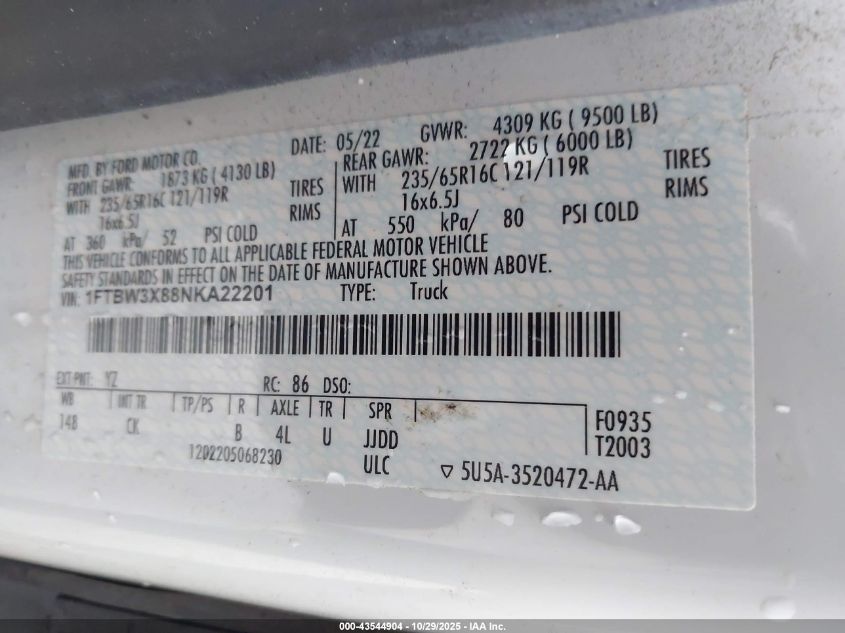 MFD. BY FORD MOTOR CO.
DATE: 05/22 GVWR: 4309 KG ( 9500 LB)
FRONT GAWR: 1873 KG ( 4130 LB)
REAR GAWR: 2722 KG ( 6000 LB)
WITH 235/65R16C 121/119R TIRES
WITH 235/65R16C 121/119R TIRES
16x6.5J RIMS
16x6.5J RIMS
AT 360 kPa/ 52 PSI COLD
AT 550 kPa/ 80 PSI COLD
THIS VEHICLE CONFORMS TO ALL APPLICABLE FEDERAL MOTOR VEHICLE
SAFETY STANDARDS IN EFFECT ON THE DATE OF MANUFACTURE SHOWN ABOVE.
VIN: 1FTBW3X88NKA22201 TYPE: Truck
EXT PNT: YZ RC: 86 DSO:
WB INT TR TP/PS R AXLE TR SPR
148 CK B 4L U JJDD
F0935
T2003
1202205068230 ULC ▽ 5U5A-3520472-AA
000-43544904 - 10/29/2025 - IAA Inc.